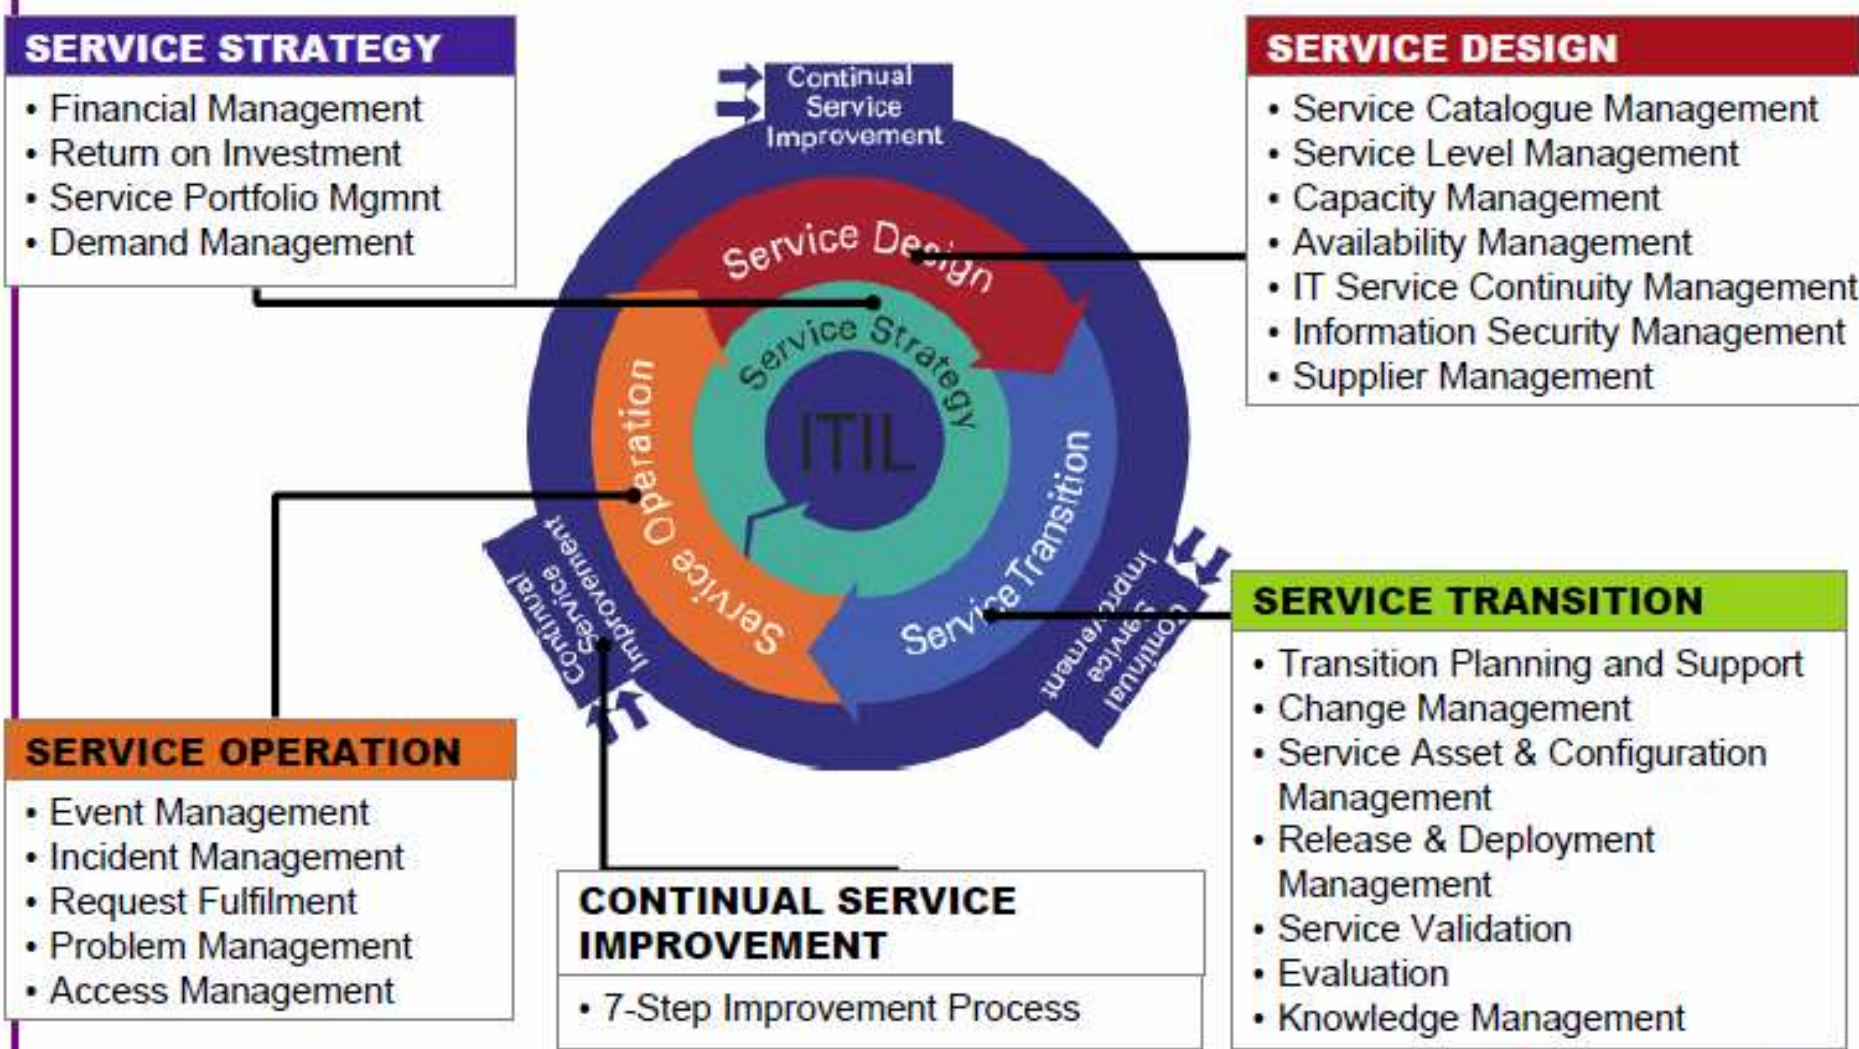 SERVICE STRATEGY
• Financial Management
• Return on Investment
• Service Portfolio Mgmnt
• Demand Management
Continual
Service
Improvement
SERVICE DESIGN
• Service Catalogue Management
• Service Level Management
• Capacity Management
• Availability Management
• IT Service Continuity Management
• Information Security Management
• Supplier Management
Service Design
Service Strategy
ITIL
Service Operation
Service Transition
Continual
Service
Improvement
Continual
Service
Improvement
SERVICE OPERATION
• Event Management
• Incident Management
• Request Fulfilment
• Problem Management
• Access Management
CONTINUAL SERVICE
IMPROVEMENT
• 7-Step Improvement Process
SERVICE TRANSITION
• Transition Planning and Support
• Change Management
• Service Asset & Configuration
Management
• Release & Deployment
Management
• Service Validation
• Evaluation
• Knowledge Management